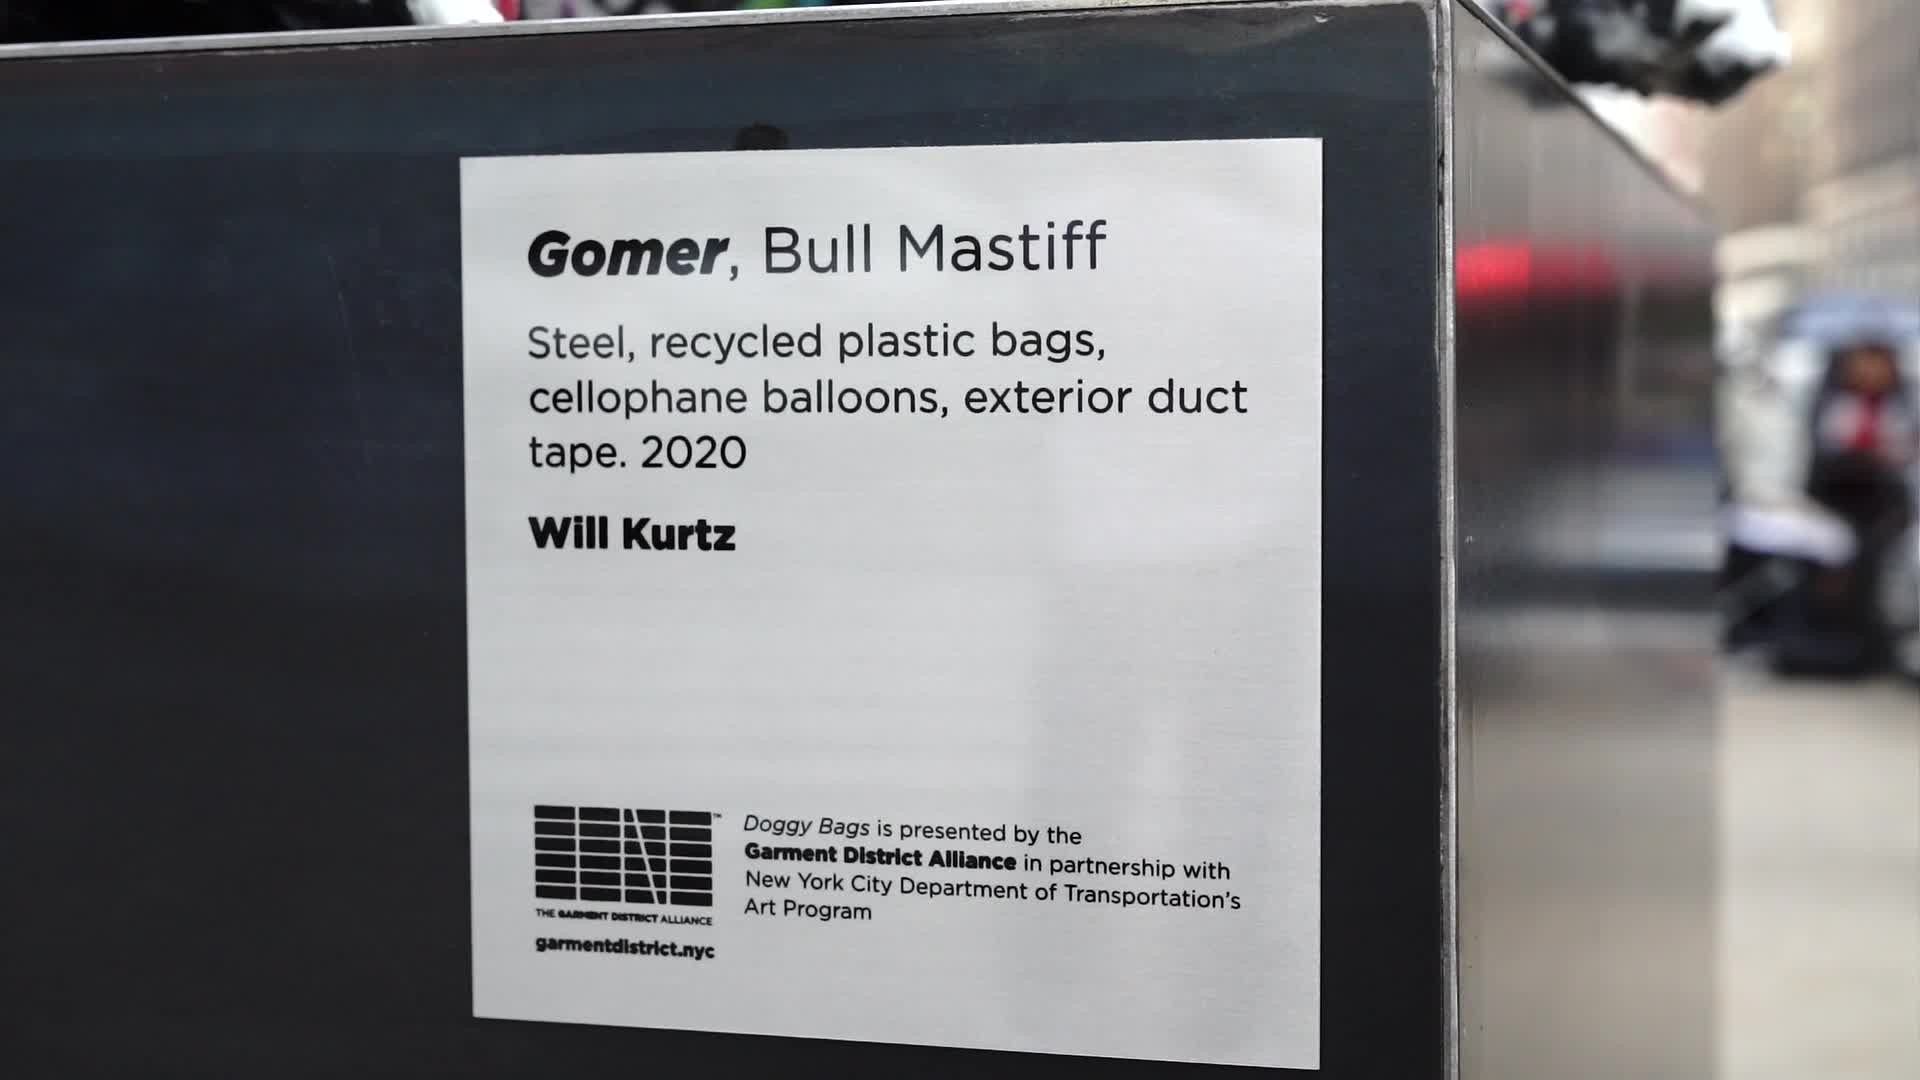 Gomer, Bull Mastiff
Steel, recycled plastic bags,
cellophane balloons, exterior duct
tape. 2020
Will Kurtz
™
THE GARMENT DISTRICT ALLIANCE
garmentdistrict.nyc
Doggy Bags is presented by the
Garment District Alliance in partnership with
New York City Department of Transportation's
Art Program